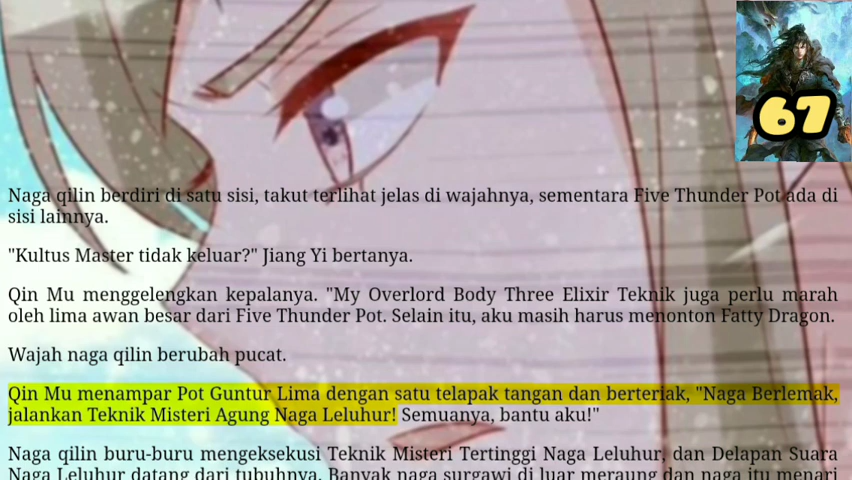 67
Naga qilin berdiri di satu sisi, takut terlihat jelas di wajahnya, sementara Five Thunder Pot ada di
sisi lainnya.
"Kultus Master tidak keluar?" Jiang Yi bertanya.
Qin Mu menggelengkan kepalanya. "My Overlord Body Three Elixir Teknik juga perlu marah
oleh lima awan besar dari Five Thunder Pot. Selain itu, aku masih harus menonton Fatty Dragon.
Wajah naga qilin berubah pucat.
Qin Mu menampar Pot Guntur Lima dengan satu telapak tangan dan berteriak, "Naga Berlemak,
jalankan Teknik Misteri Agung Naga Leluhur! Semuanya, bantu aku!"
Naga qilin buru-buru mengeksekusi Teknik Misteri Tertinggi Naga Leluhur, dan Delapan Suara
Naga Leluhur datang dari tubuhnya. Banyak naga surgawi di luar meraung dan naga itu menari